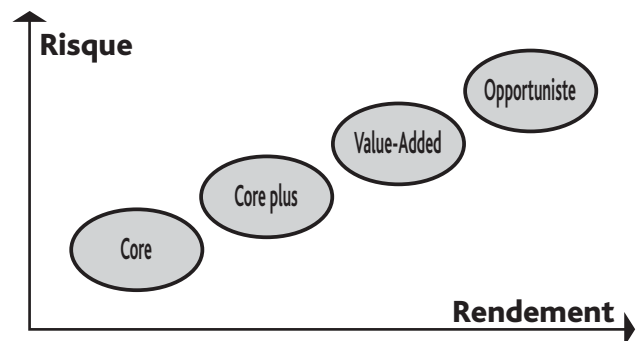 Risque
Opportuniste
Value-Added
Core plus
Core
Rendement